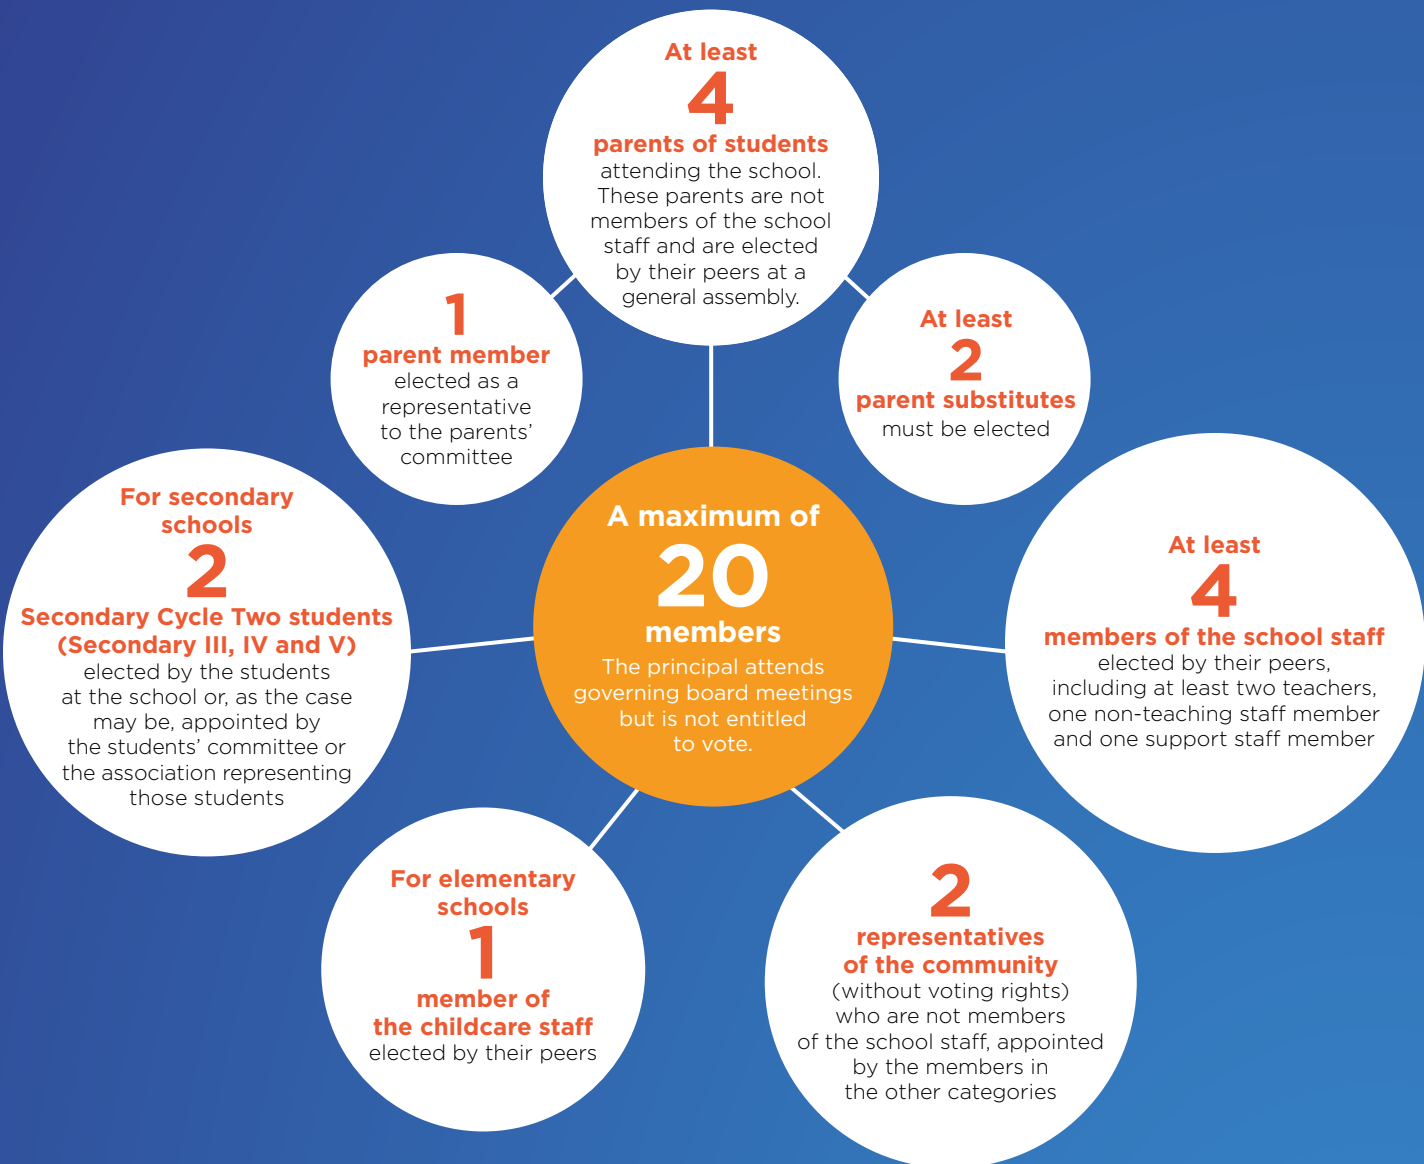 At least
4
parents of students
attending the school.
These parents are not
members of the school
staff and are elected
by their peers at a
general assembly.
1
parent member
elected as a
representative
to the parents’
committee
At least
2
parent substitutes
must be elected
For secondary
schools
2
Secondary Cycle Two students
(Secondary III, IV and V)
elected by the students
at the school or, as the case
may be, appointed by
the students’ committee or
the association representing
those students
A maximum of
20
members
The principal attends
governing board meetings
but is not entitled
to vote.
At least
4
members of the school staff
elected by their peers,
including at least two teachers,
one non-teaching staff member
and one support staff member
For elementary
schools
1
member of
the childcare staff
elected by their peers
2
representatives
of the community
(without voting rights)
who are not members
of the school staff, appointed
by the members in
the other categories